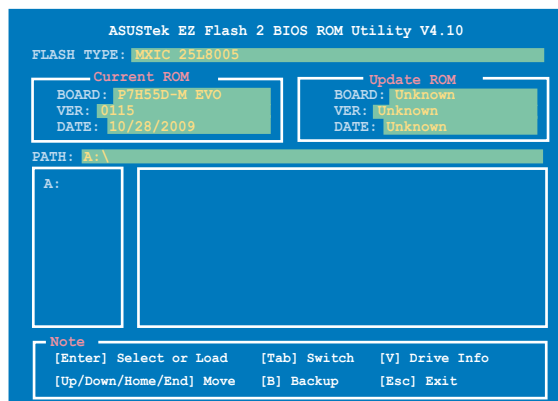 ASUSTek EZ Flash 2 BIOS ROM Utility V4.10
FLASH TYPE: MXIC 25L8005
Current ROM
BOARD: P7H55D-M EVO
VER: 0115
DATE: 10/28/2009
Update ROM
BOARD: Unknown
VER: Unknown
DATE: Unknown
PATH: A:\
A:
Note
[Enter] Select or Load [Tab] Switch [V] Drive Info
[Up/Down/Home/End] Move [B] Backup [Esc] Exit